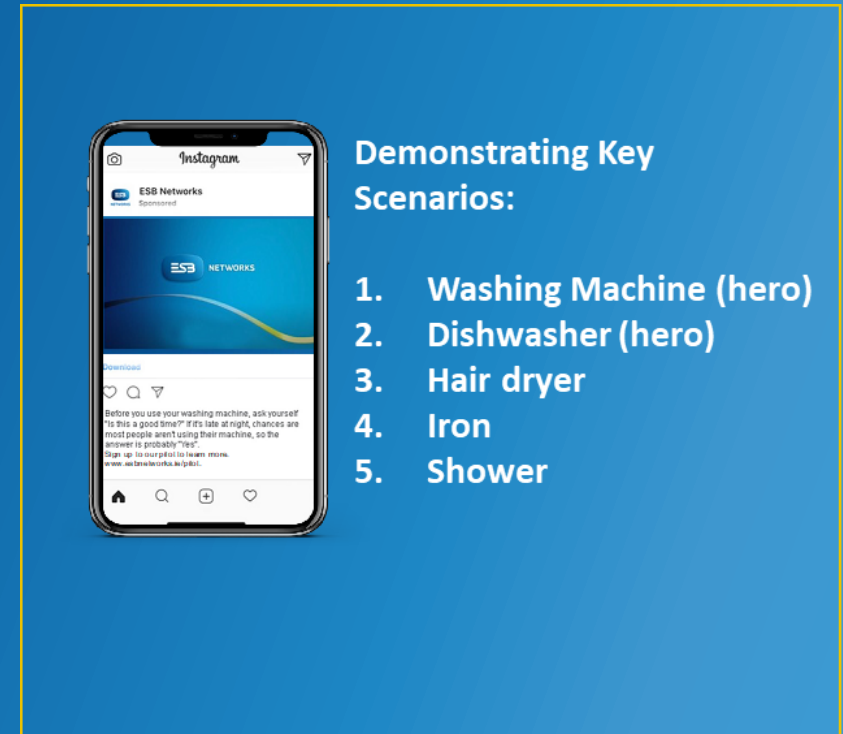 Instagram
ESB Networks
Sponsored
ESB NETWORKS
Download
Before you use your washing machine, ask yourself
"Is this a good time?" If it's late at night, chances are
most people aren't using their machine, so the
answer is probably "Yes".
Sign up to our pilot to learn more.
www.esbnetworks.ie/pilot.
Demonstrating Key
Scenarios:
1. Washing Machine (hero)
2. Dishwasher (hero)
3. Hair dryer
4. Iron
5. Shower